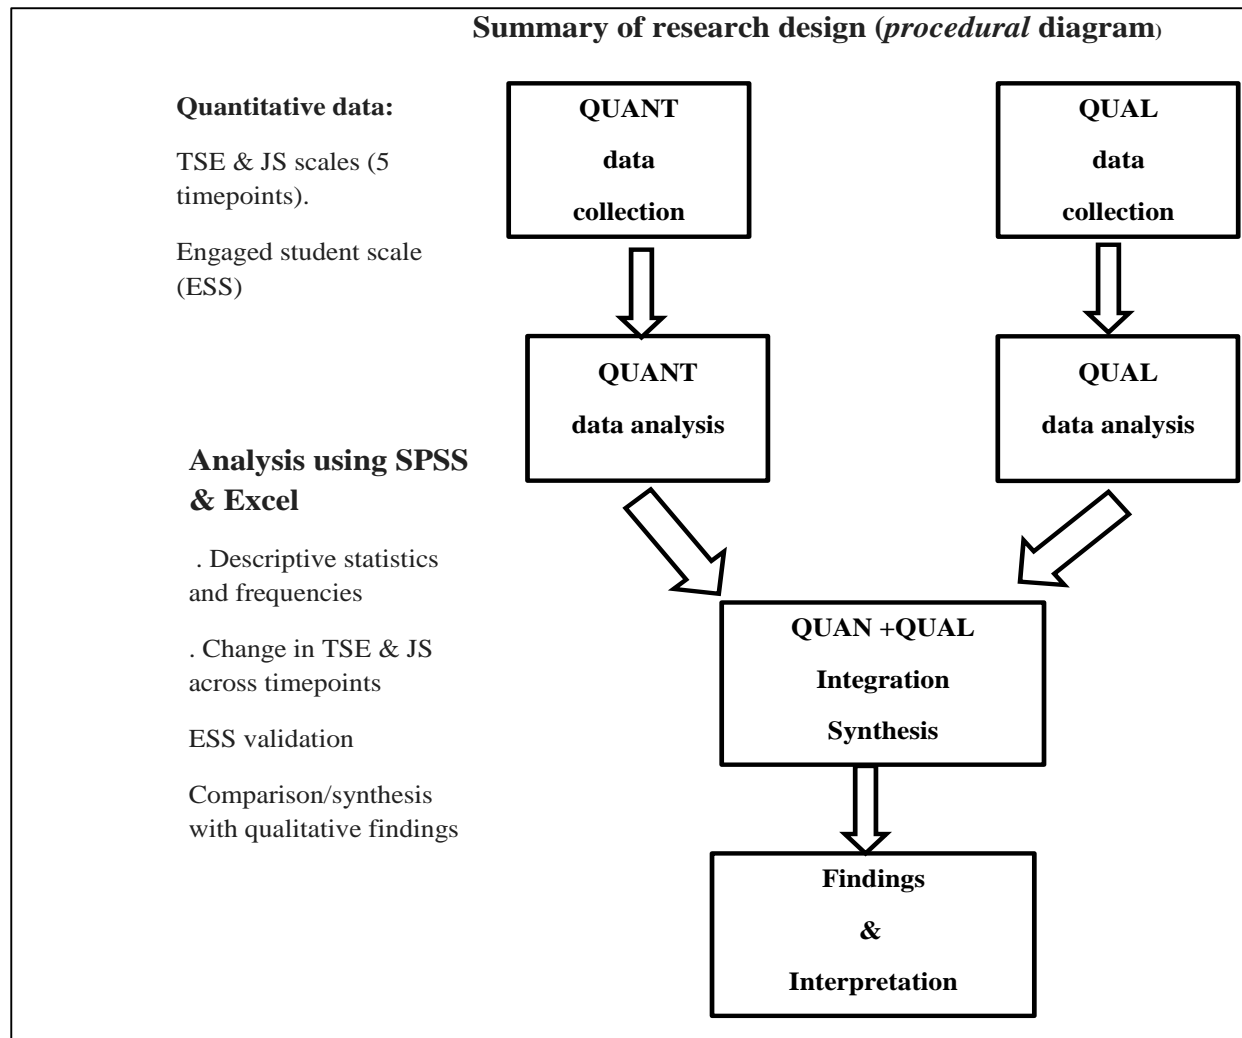 Summary of research design (procedural diagram)
Quantitative data:
TSE & JS scales (5
timepoints).
Engaged student scale
(ESS)
QUANT
data
collection
QUAL
data
collection
QUANT
data analysis
QUAL
data analysis
Analysis using SPSS
& Excel
. Descriptive statistics
and frequencies
. Change in TSE & JS
across timepoints
ESS validation
Comparison/synthesis
with qualitative findings
QUAN +QUAL
Integration
Synthesis
Findings
&
Interpretation